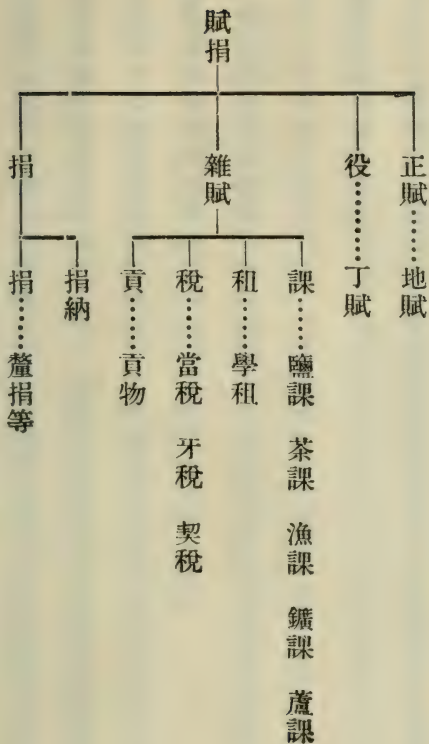 賦捐
正賦……地賦
役……丁賦
雜賦
課……鹽課 茶課 漁課 鑛課 蘆課
租……學租
稅……當稅 牙稅 契稅
貢……貢物
捐
捐納
捐……釐捐等